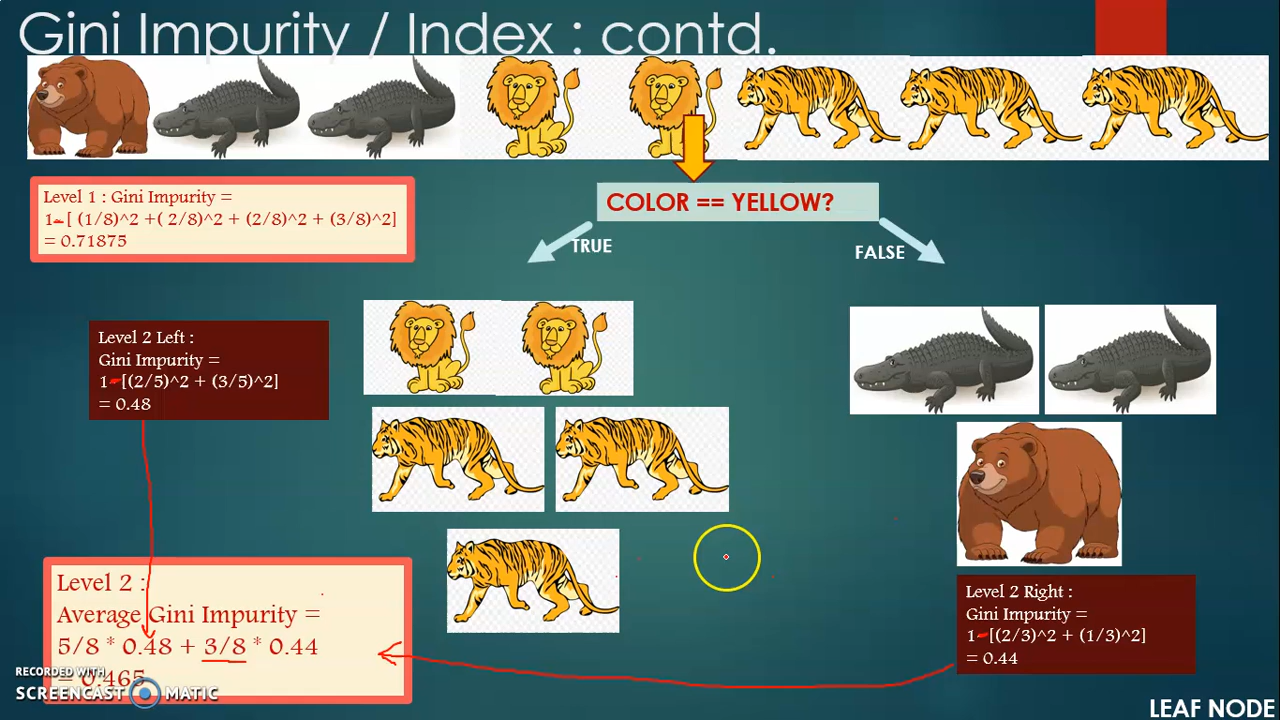 Gini Impurity / Index : contd.
Level 1 : Gini Impurity =
1- [ (1/8)^2 +( 2/8)^2 + (2/8)^2 + (3/8)^2]
= 0.71875
COLOR == YELLOW?
TRUE
FALSE
Level 2 Left :
Gini Impurity =
1-[(2/5)^2 + (3/5)^2]
= 0.48
Level 2 :
Average Gini Impurity =
5/8 * 0.48 + 3/8 * 0.44
= 0.465
Level 2 Right :
Gini Impurity =
1-[(2/3)^2 + (1/3)^2]
= 0.44
RECORDED WITH
SCREENCAST MATIC
LEAF NODE